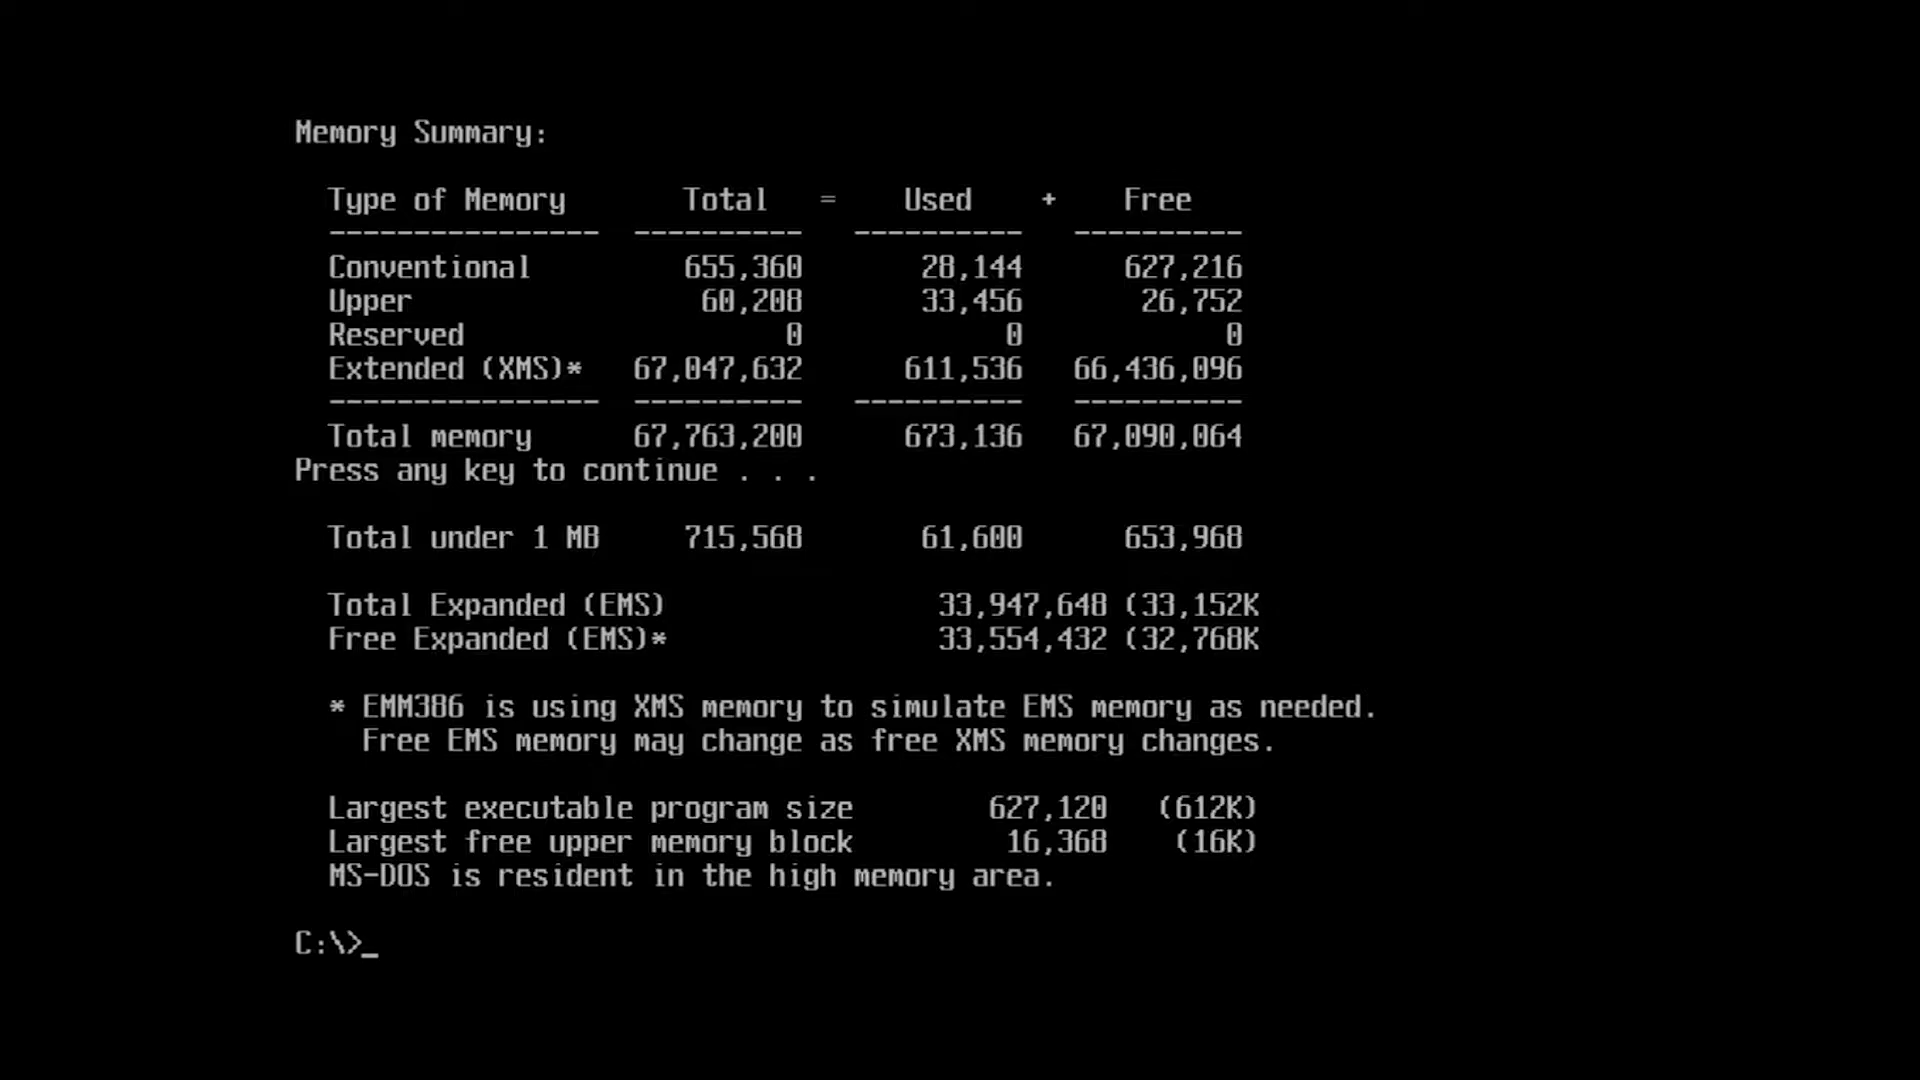 Memory Summary:
Type of Memory Total = Used + Free
---------------- ---------- ---------- ----------
Conventional 655,360 28,144 627,216
Upper 60,208 33,456 26,752
Reserved 0 0 0
Extended (XMS)* 67,047,632 611,536 66,436,096
---------------- ---------- ---------- ----------
Total memory 67,763,200 673,136 67,090,064
Press any key to continue . . .
Total under 1 MB 715,568 61,600 653,968
Total Expanded (EMS) 33,947,648 (33,152K
Free Expanded (EMS)* 33,554,432 (32,768K
* EMM386 is using XMS memory to simulate EMS memory as needed.
Free EMS memory may change as free XMS memory changes.
Largest executable program size 627,120 (612K)
Largest free upper memory block 16,368 (16K)
MS-DOS is resident in the high memory area.
C:\>_